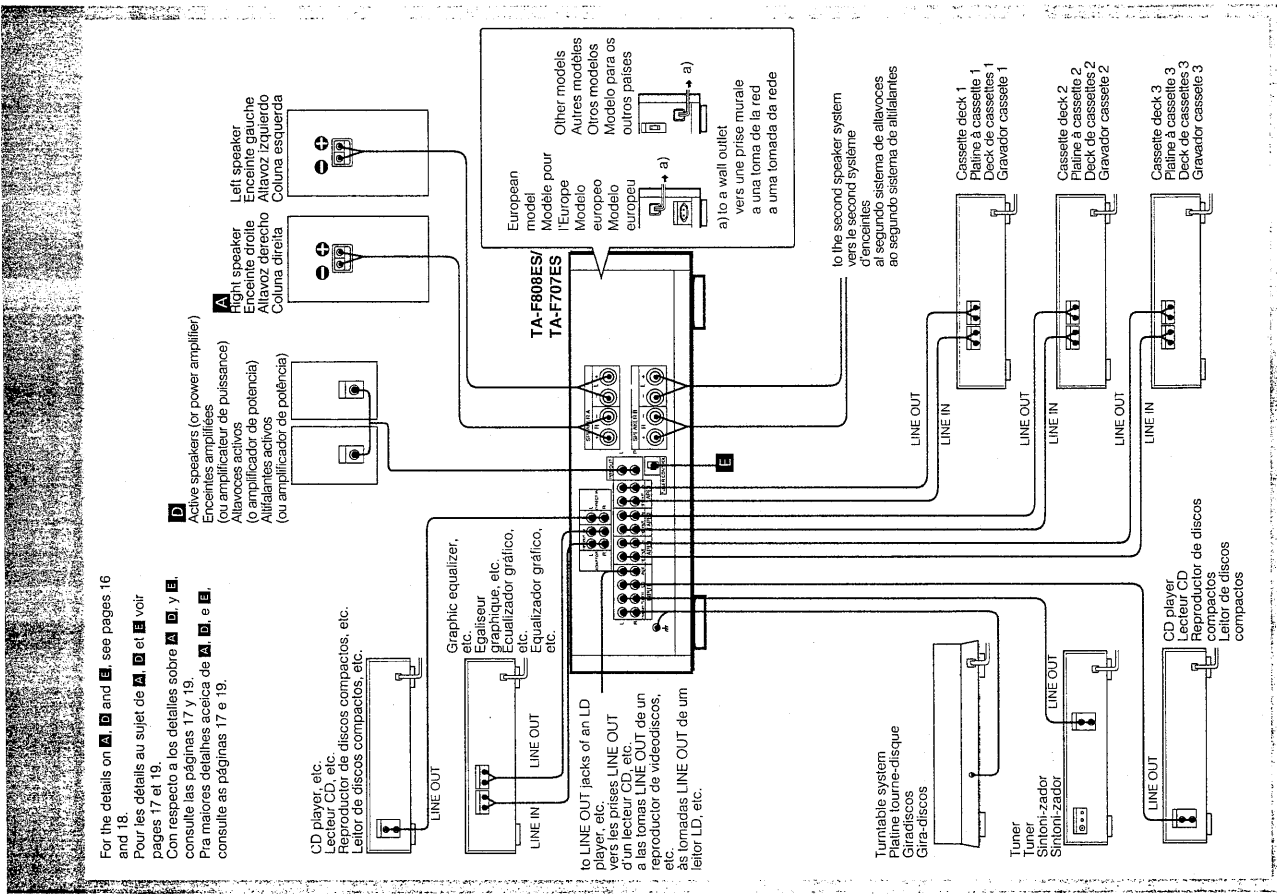 For the details on A, D and E, see pages 16
and 18.
Pour les détails au sujet de A, D et E voir
pages 17 et 19.
Con respecto a los detalles sobre A, D, y E,
consulte las páginas 17 y 19.
Pra maiores detalhes aceica de A, D, e E,
consulte as páginas 17 e 19.
D
Active speakers (or power amplifier)
Enceintes amplifiées
(ou amplificateur de puissance)
Altavoces activos
(o amplificador de potencia)
Altifalantes activos
(ou amplificador de potência)
A
Right speaker
Enceinte droite
Altavoz derecho
Coluna direita
Left speaker
Enceinte gauche
Altavoz izquierdo
Coluna esquerda
CD player, etc.
Lecteur CD, etc.
Reproductor de discos compactos, etc.
Leitor de discos compactos, etc.
LINE OUT
Graphic equalizer,
etc.
Egaliseur
graphique, etc.
Ecualizador gráfico,
etc.
Equalizador gráfico,
etc.
LINE IN
LINE OUT
to LINE OUT jacks of an LD
player, etc.
vers les prises LINE OUT
d'un lecteur CD, etc.
a las tomas LINE OUT de un
reproductor de videodiscos,
etc.
às tomadas LINE OUT de um
leitor LD, etc.
TA-F808ES/
TA-F707ES
SPEAKER A
R
L
SPEAKER B
R
L
E
European
model
Modèle pour
l'Europe
Modelo
europeo
Modelo
europeu
a)
Other models
Autres modèles
Otros modelos
Modelo para os
outros países
a)
a) to a wall outlet
vers une prise murale
a una toma de la red
a uma tomada da rede
to the second speaker system
vers le second système
d'enceintes
al segundo sistema de altavoces
ao segundo sistema de altifalantes
Turntable system
Platine tourne-disque
Giradiscos
Gira-discos
Tuner
Tuner
Sintoni-zador
Sintoni-zador
LINE OUT
CD player
Lecteur CD
Reproductor de discos
compactos
Leitor de discos
compactos
LINE OUT
Cassette deck 1
Platine à cassette 1
Deck de cassettes 1
Gravador cassette 1
LINE OUT
LINE IN
Cassette deck 2
Platine à cassette 2
Deck de cassettes 2
Gravador cassette 2
LINE OUT
LINE IN
Cassette deck 3
Platine à cassette 3
Deck de cassettes 3
Gravador cassette 3
LINE OUT
LINE IN